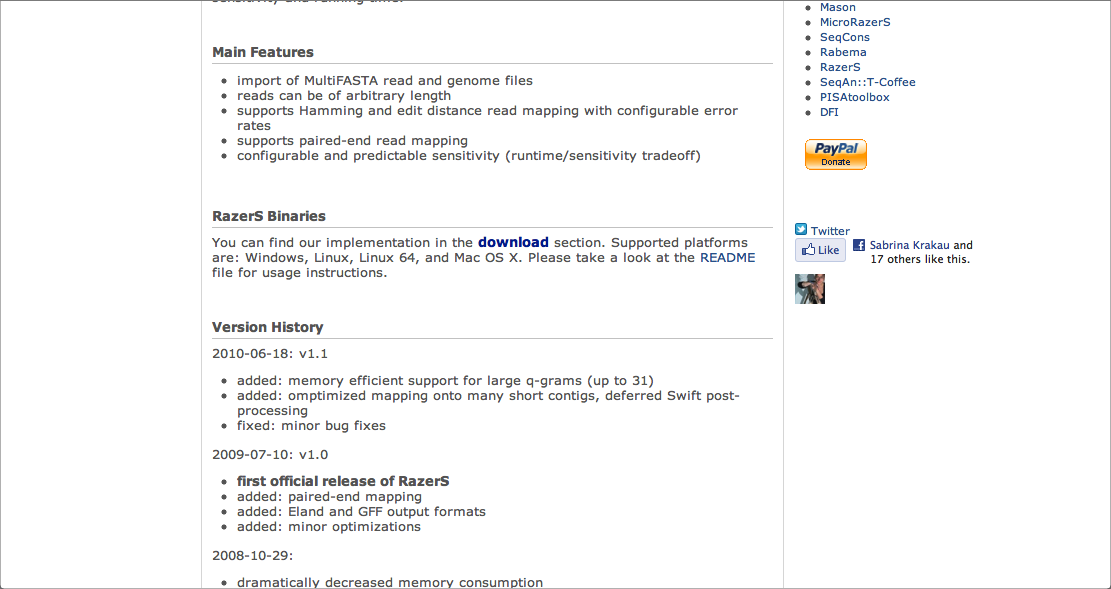 sensitivity and running time.
Main Features
import of MultiFASTA read and genome files
reads can be of arbitrary length
supports Hamming and edit distance read mapping with configurable error
rates
supports paired-end read mapping
configurable and predictable sensitivity (runtime/sensitivity tradeoff)
RazerS Binaries
You can find our implementation in the download section. Supported platforms
are: Windows, Linux, Linux 64, and Mac OS X. Please take a look at the README
file for usage instructions.
Version History
2010-06-18: v1.1
added: memory efficient support for large q-grams (up to 31)
added: omptimized mapping onto many short contigs, deferred Swift post-
processing
fixed: minor bug fixes
2009-07-10: v1.0
first official release of RazerS
added: paired-end mapping
added: Eland and GFF output formats
added: minor optimizations
2008-10-29:
dramatically decreased memory consumption
Mason
MicroRazerS
SeqCons
Rabema
RazerS
SeqAn::T-Coffee
PISAtoolbox
DFI
PayPal
Donate
Twitter
Like
Sabrina Krakau and
17 others like this.